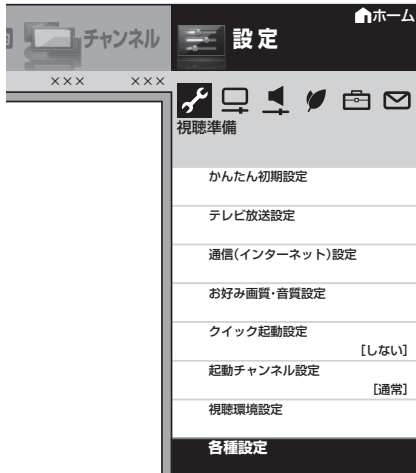 ホーム
チャンネル
設定
××× ×××
視聴準備
かんたん初期設定
テレビ放送設定
通信(インターネット)設定
お好み画質・音質設定
クイック起動設定
[しない]
起動チャンネル設定
[通常]
視聴環境設定
各種設定